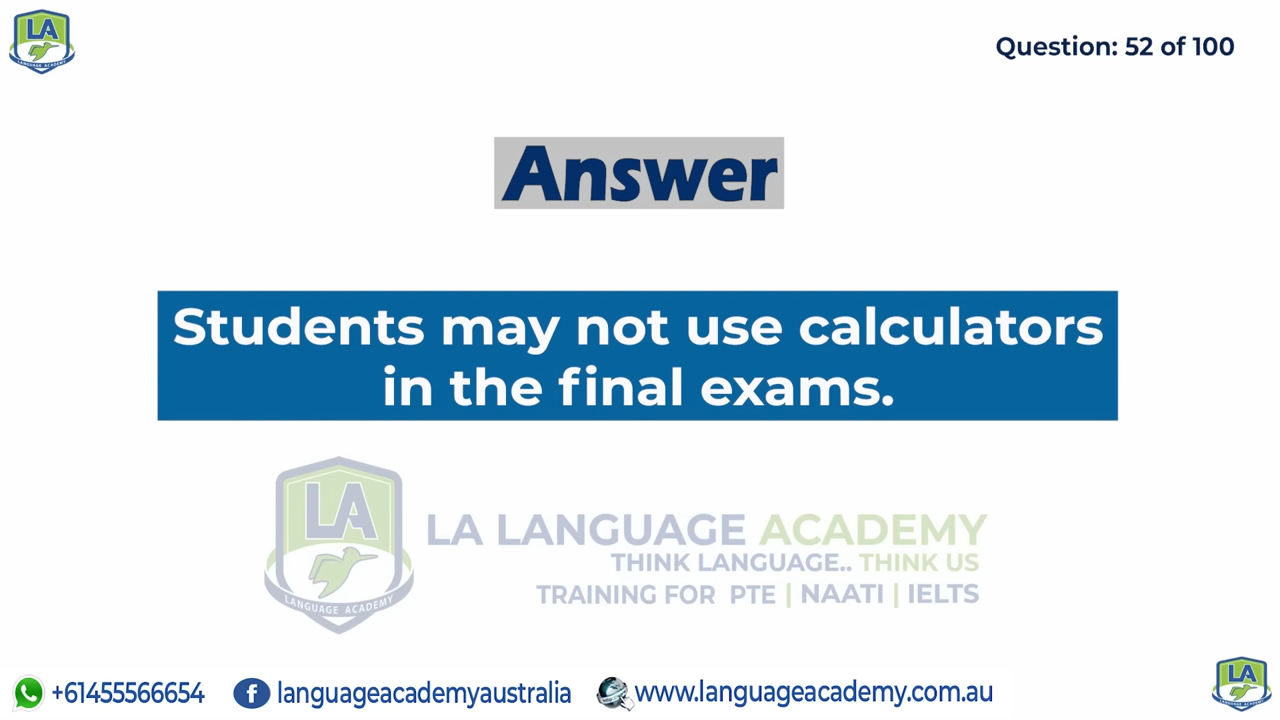 LA
LANGUAGE ACADEMY
Question: 52 of 100
Answer
Students may not use calculators
in the final exams.
LA
LANGUAGE ACADEMY
LA LANGUAGE ACADEMY
THINK LANGUAGE.. THINK US
TRAINING FOR PTE | NAATI | IELTS
+61455566654
languageacademyaustralia
www.languageacademy.com.au
LA
LANGUAGE ACADEMY